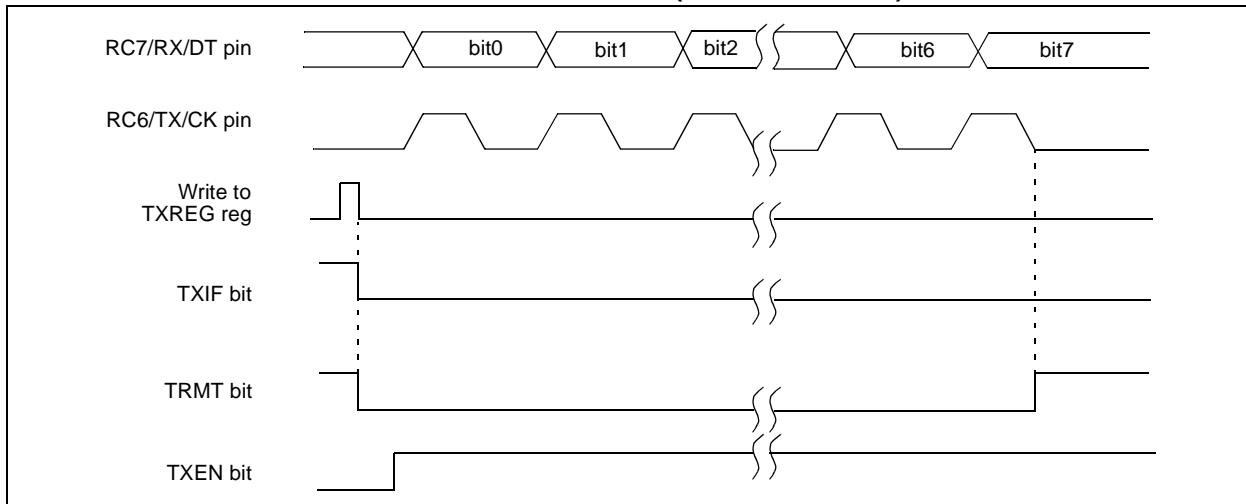 RC7/RX/DT pin
bit0 bit1 bit2 bit6 bit7
RC6/TX/CK pin
Write to
TXREG reg
TXIF bit
TRMT bit
TXEN bit